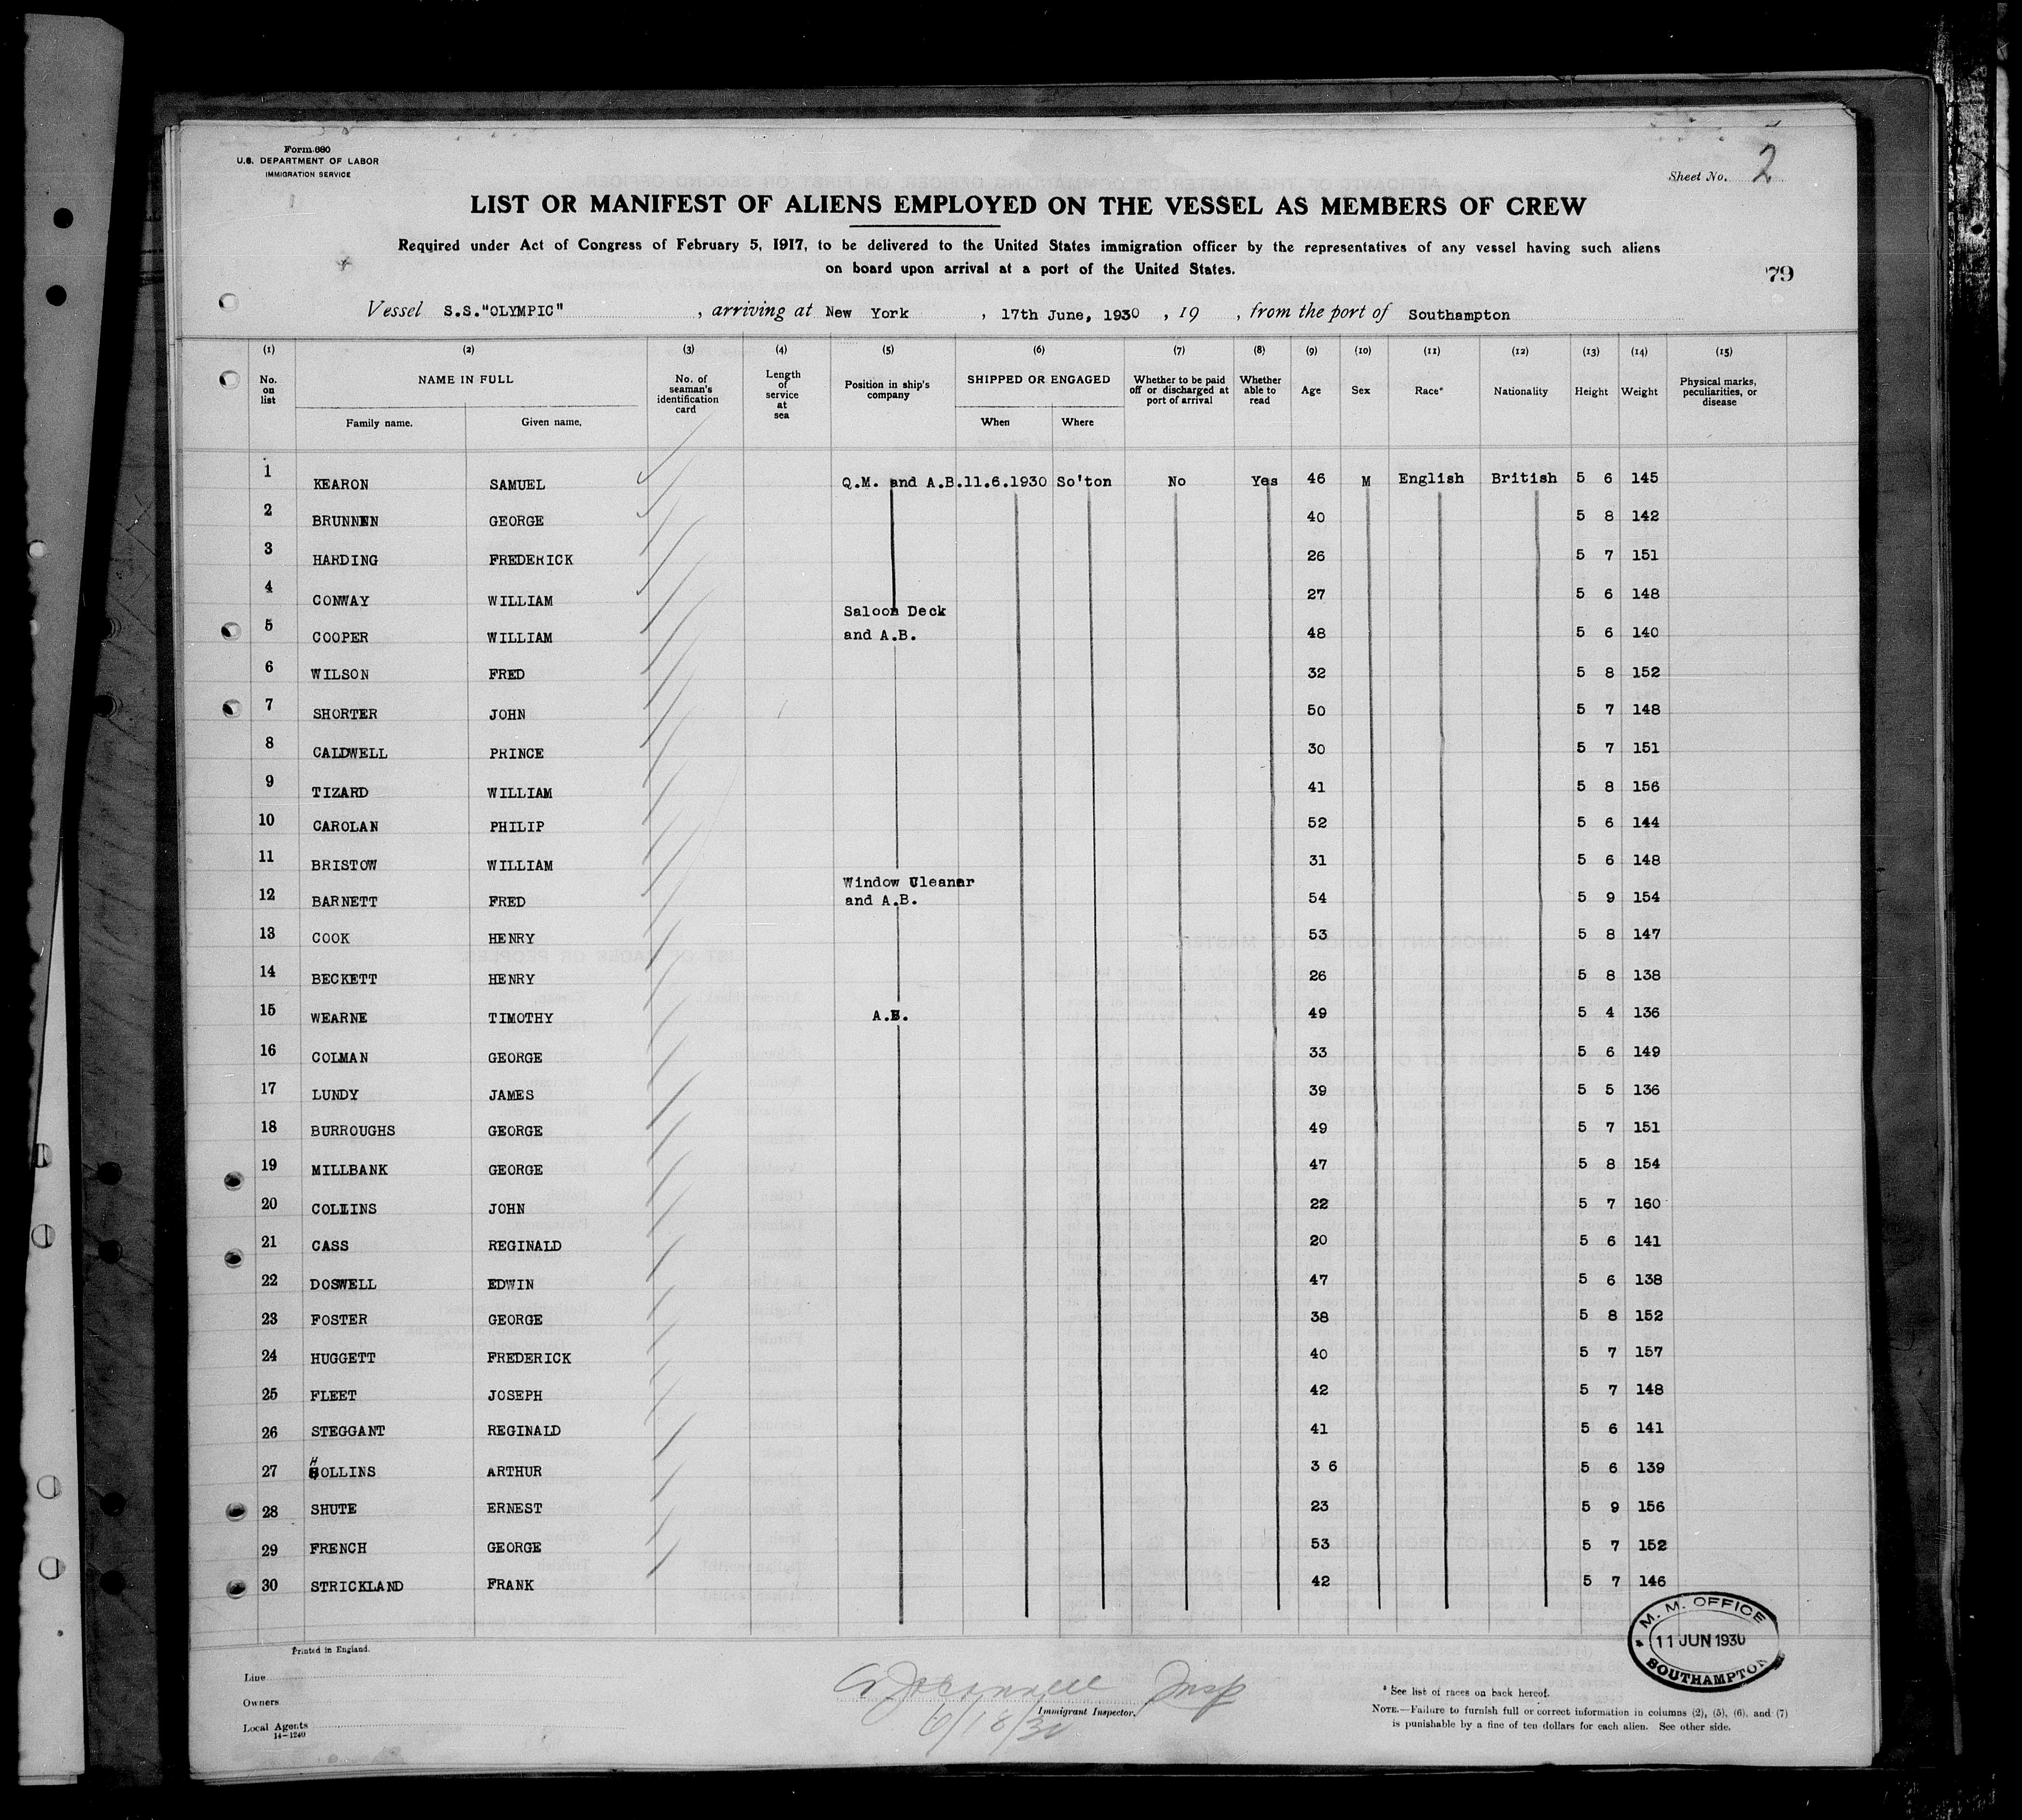 Form 680
U.S. DEPARTMENT OF LABOR
IMMIGRATION SERVICE
Sheet No. 2
LIST OR MANIFEST OF ALIENS EMPLOYED ON THE VESSEL AS MEMBERS OF CREW
Required under Act of Congress of February 5, 1917, to be delivered to the United States immigration officer by the representatives of any vessel having such aliens
on board upon arrival at a port of the United States.
79
Vessel S.S."OLYMPIC" , arriving at New York , 17th June, 1930 , 19 , from the port of Southampton
(1) (2) (3) (4) (5) (6) (7) (8) (9) (10) (11) (12) (13) (14) (15)
No. on list NAME IN FULL Family name. Given name. No. of seaman's identification card Length of service at sea Position in ship's company SHIPPED OR ENGAGED When Where Whether to be paid off or discharged at port of arrival Whether able to read Age Sex Race* Nationality Height Weight Physical marks, peculiarities, or disease
1 KEARON SAMUEL Q.M. and A.B. 11.6.1930 So'ton No Yes 46 M English British 5 6 145
2 BRUNNEN GEORGE 40 5 8 142
3 HARDING FREDERICK 26 5 7 151
4 CONWAY WILLIAM 27 5 6 148
Saloon Deck
5 COOPER WILLIAM and A.B. 48 5 6 140
6 WILSON FRED 32 5 8 152
7 SHORTER JOHN 50 5 7 148
8 CALDWELL PRINCE 30 5 7 151
9 TIZARD WILLIAM 41 5 8 156
10 CAROLAN PHILIP 52 5 6 144
11 BRISTOW WILLIAM 31 5 6 148
Window Cleaner
12 BARNETT FRED and A.B. 54 5 9 154
13 COOK HENRY 53 5 8 147
14 BECKETT HENRY 26 5 8 138
15 WEARNE TIMOTHY A.B. 49 5 4 136
16 COLMAN GEORGE 33 5 6 149
17 LUNDY JAMES 39 5 5 136
18 BURROUGHS GEORGE 49 5 7 151
19 MILLBANK GEORGE 47 5 8 154
20 COLLINS JOHN 22 5 7 160
21 CASS REGINALD 20 5 6 141
22 DOSWELL EDWIN 47 5 6 138
23 FOSTER GEORGE 38 5 8 152
24 HUGGETT FREDERICK 40 5 7 157
25 FLEET JOSEPH 42 5 7 148
26 STEGGANT REGINALD 41 5 6 141
27 HOLLINS ARTHUR 3 6 5 6 139
28 SHUTE ERNEST 23 5 9 156
29 FRENCH GEORGE 53 5 7 152
30 STRICKLAND FRANK 42 5 7 146
M. M. OFFICE
11 JUN 1930
SOUTHAMPTON
Printed in England.
Line
Owners
Local Agents
14-1240
Insp
Immigrant Inspector.
6/18/30
* See list of races on back hereof.
NOTE.—Failure to furnish full or correct information in columns (2), (5), (6), and (7)
is punishable by a fine of ten dollars for each alien. See other side.